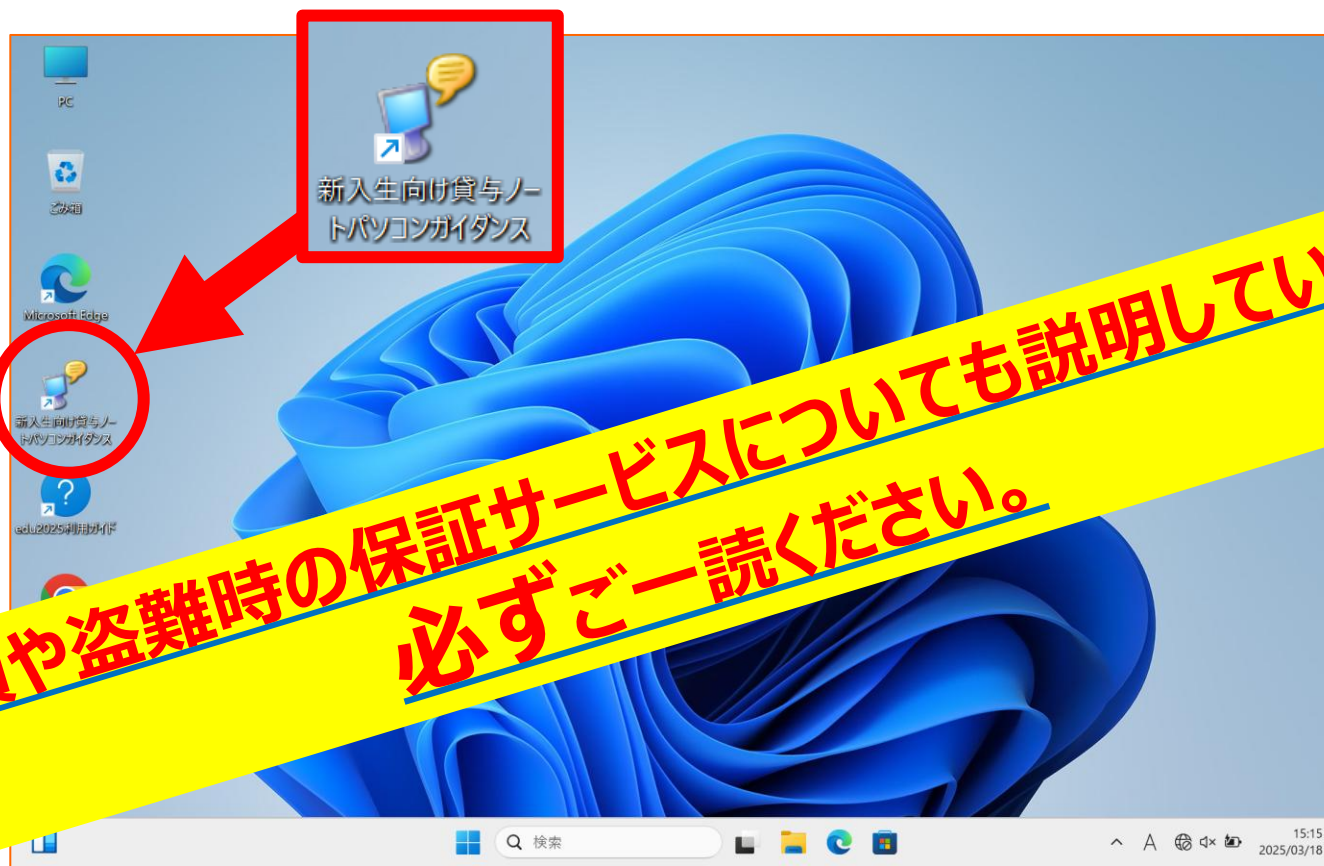 新入生向け貸与ノー
トパソコンガイダンス
PC
ごみ箱
Microsoft Edge
新入生向け貸与ノー
トパソコンガイダンス
edu2025利用ガイド
や盗難時の保証サービスについても説明してい
必ずご一読ください。
検索
A
15:15
2025/03/18